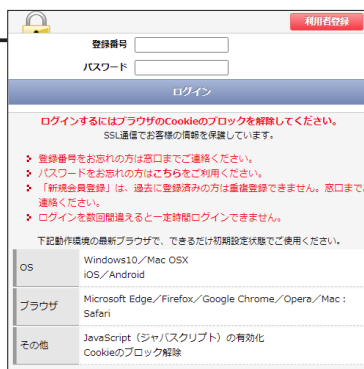 利用者登録
登録番号
パスワード
ログイン
ログインするにはブラウザのCookieのブロックを解除してください。
SSL通信でお客様の情報を保護しています。
登録番号をお忘れの方は窓口までご連絡ください。
パスワードをお忘れの方はこちらをご利用ください。
「新規会員登録」は、過去に登録済みの方は重複登録できません。窓口まで
連絡ください。
ログインを数回間違えると一定時間ログインできません。
下記動作環境の最新ブラウザで、できるだけ初期設定状態でご使用ください。
OS
Windows10／Mac OSX
iOS／Android
ブラウザ
Microsoft Edge／Firefox／Google Chrome／Opera／Mac：
Safari
その他
JavaScript（ジャバスクリプト）の有効化
Cookieのブロック解除